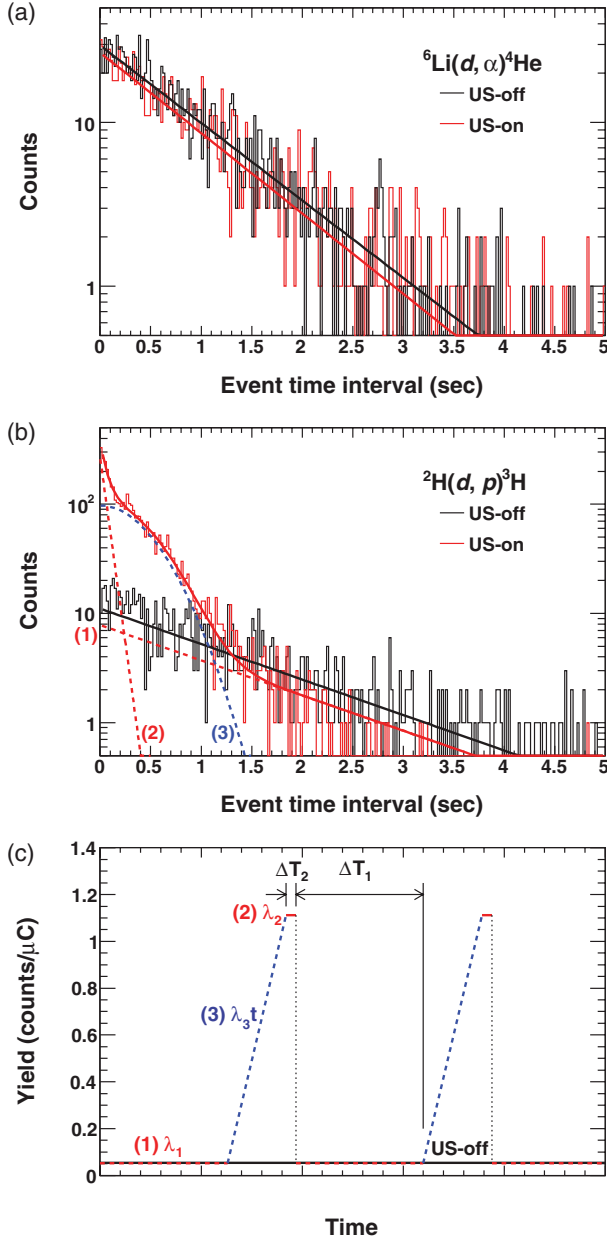 (a)
⁶Li(d, α)⁴He
US-off
US-on
Counts
10
1
0 0.5 1 1.5 2 2.5 3 3.5 4 4.5 5
Event time interval (sec)
(b)
²H(d, p)³H
US-off
US-on
Counts
10²
10
1
(1)
(2)
(3)
0 0.5 1 1.5 2 2.5 3 3.5 4 4.5 5
Event time interval (sec)
(c)
Yield (counts/μC)
1.4
1.2
1
0.8
0.6
0.4
0.2
0
ΔT₂ ΔT₁
(2) λ₂
(3) λ₃t
(1) λ₁
US-off
Time